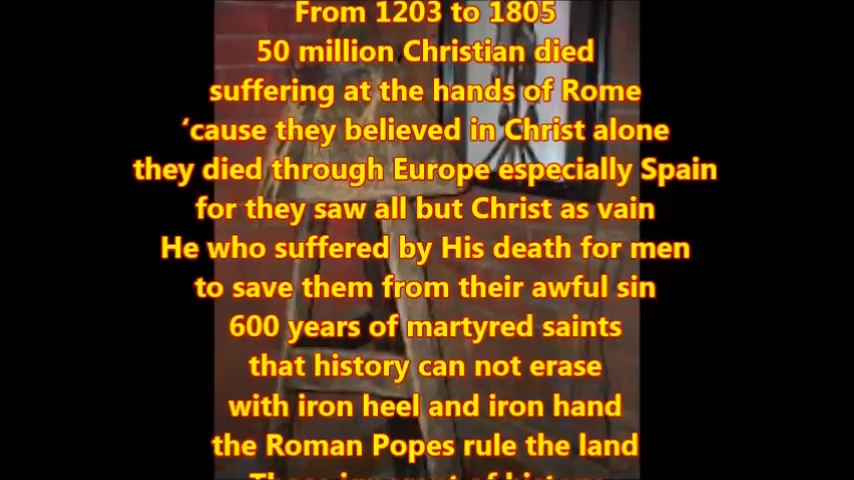 From 1203 to 1805
50 million Christian died
suffering at the hands of Rome
‘cause they believed in Christ alone
they died through Europe especially Spain
for they saw all but Christ as vain
He who suffered by His death for men
to save them from their awful sin
600 years of martyred saints
that history can not erase
with iron heel and iron hand
the Roman Popes rule the land